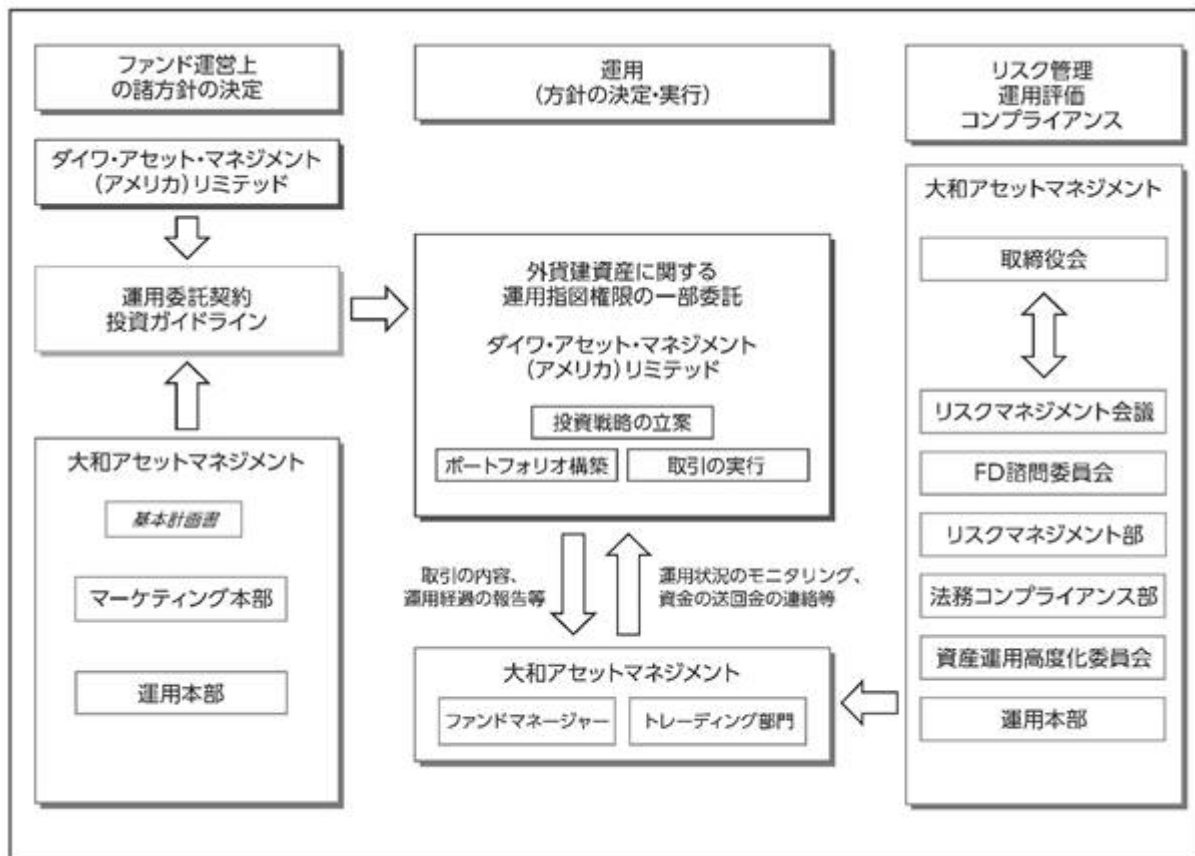 ファンド運営上
の諸方針の決定
ダイワ・アセット・マネジメント
(アメリカ)リミテッド
運用委託契約
投資ガイドライン
大和アセットマネジメント
基本計画書
マーケティング本部
運用本部
運用
(方針の決定・実行)
外貨建資産に関する
運用指図権限の一部委託
ダイワ・アセット・マネジメント
(アメリカ)リミテッド
投資戦略の立案
ポートフォリオ構築
取引の実行
取引の内容、
運用経過の報告等
運用状況のモニタリング、
資金の送回金の連絡等
大和アセットマネジメント
ファンドマネージャー
トレーディング部門
リスク管理
運用評価
コンプライアンス
大和アセットマネジメント
取締役会
リスクマネジメント会議
FD諮問委員会
リスクマネジメント部
法務コンプライアンス部
資産運用高度化委員会
運用本部